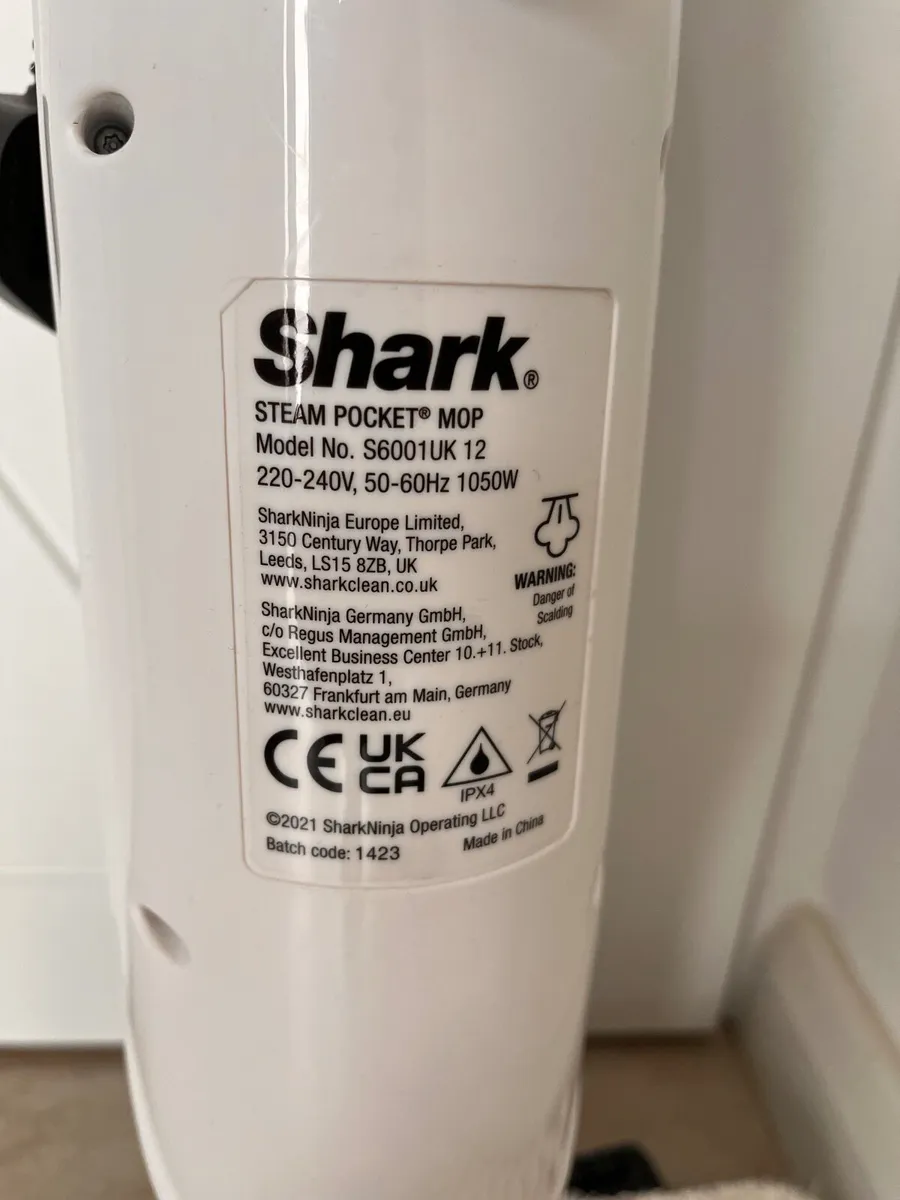 Shark®
STEAM POCKET® MOP
Model No. S6001UK 12
220-240V, 50-60Hz 1050W
SharkNinja Europe Limited,
3150 Century Way, Thorpe Park,
Leeds, LS15 8ZB, UK
www.sharkclean.co.uk
WARNING:
Danger of
Scalding
SharkNinja Germany GmbH,
c/o Regus Management GmbH,
Excellent Business Center 10.+11. Stock,
Westhafenplatz 1,
60327 Frankfurt am Main, Germany
www.sharkclean.eu
CE UK
CA
IPX4
©2021 SharkNinja Operating LLC
Batch code: 1423
Made in China